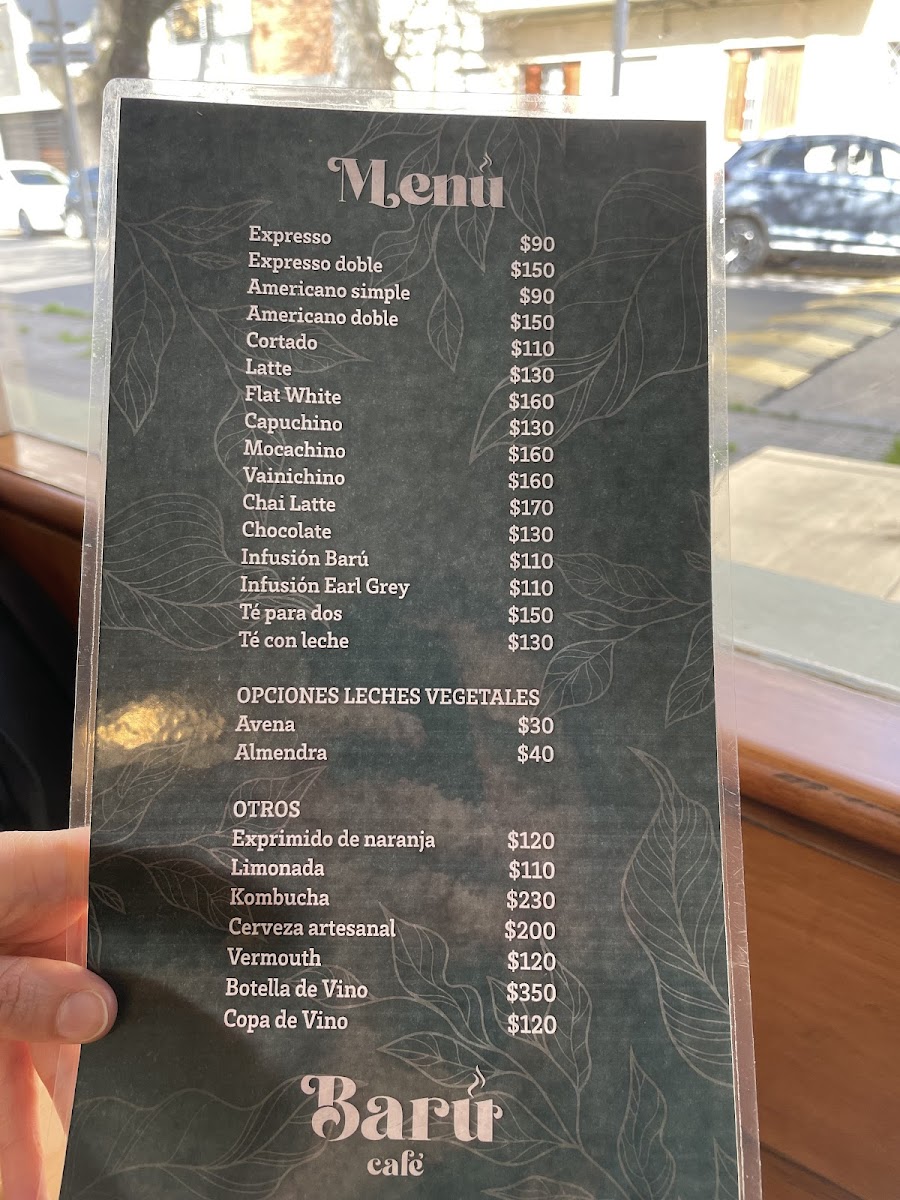 Menú
Expresso $90
Expresso doble $150
Americano simple $90
Americano doble $150
Cortado $110
Latte $130
Flat White $160
Capuchino $130
Mocachino $160
Vainichino $160
Chai Latte $170
Chocolate $130
Infusión Barú $110
Infusión Earl Grey $110
Té para dos $150
Té con leche $130
OPCIONES LECHES VEGETALES
Avena $30
Almendra $40
OTROS
Exprimido de naranja $120
Limonada $110
Kombucha $230
Cerveza artesanal $200
Vermouth $120
Botella de Vino $350
Copa de Vino $120
Barú
café